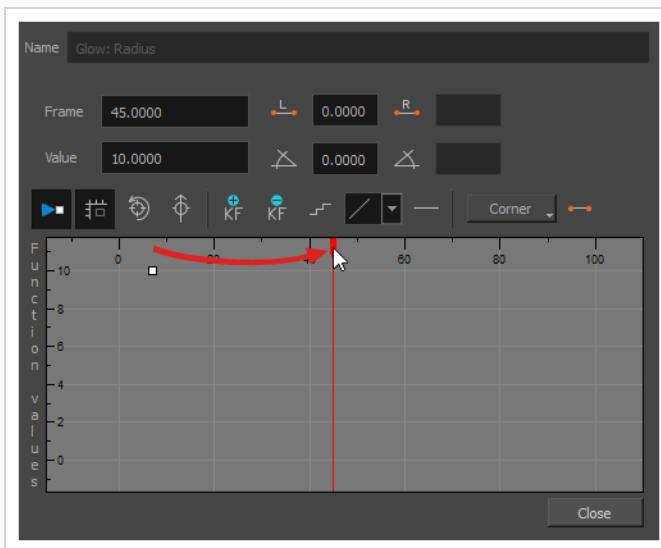 Name Glow: Radius
Frame 45.0000 L 0.0000 R
Value 10.0000 0.0000
KF KF Corner
Function values
0 20 40 60 80 100
10
8
6
4
2
0
Close